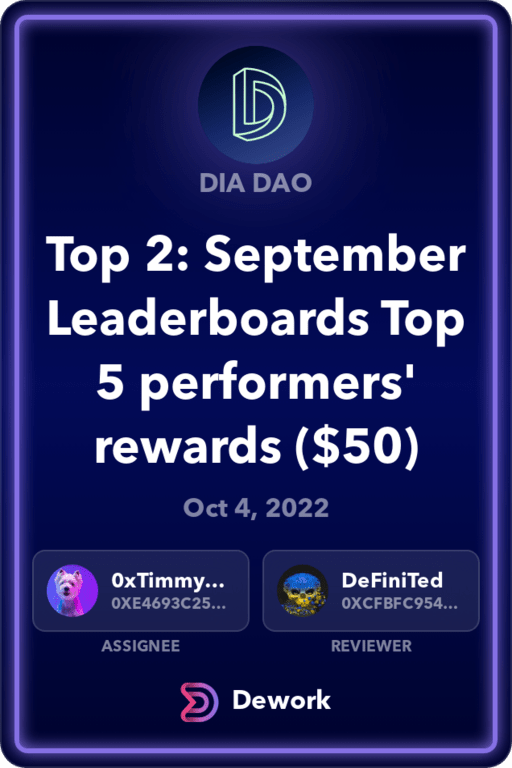 DIA DAO
Top 2: September
Leaderboards Top
5 performers'
rewards ($50)
Oct 4, 2022
0xTimmy...
0XE4693C25...
ASSIGNEE
DeFiniTed
0XCFBFC954...
REVIEWER
Dework